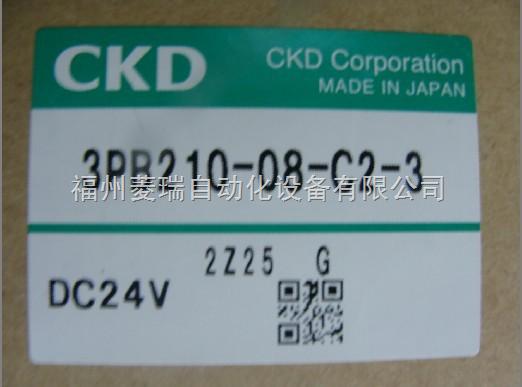 CKD
CKD Corporation
MADE IN JAPAN
3PB210-08-C2-3
福州菱瑞自动化设备有限公司
2Z25 G
DC24V